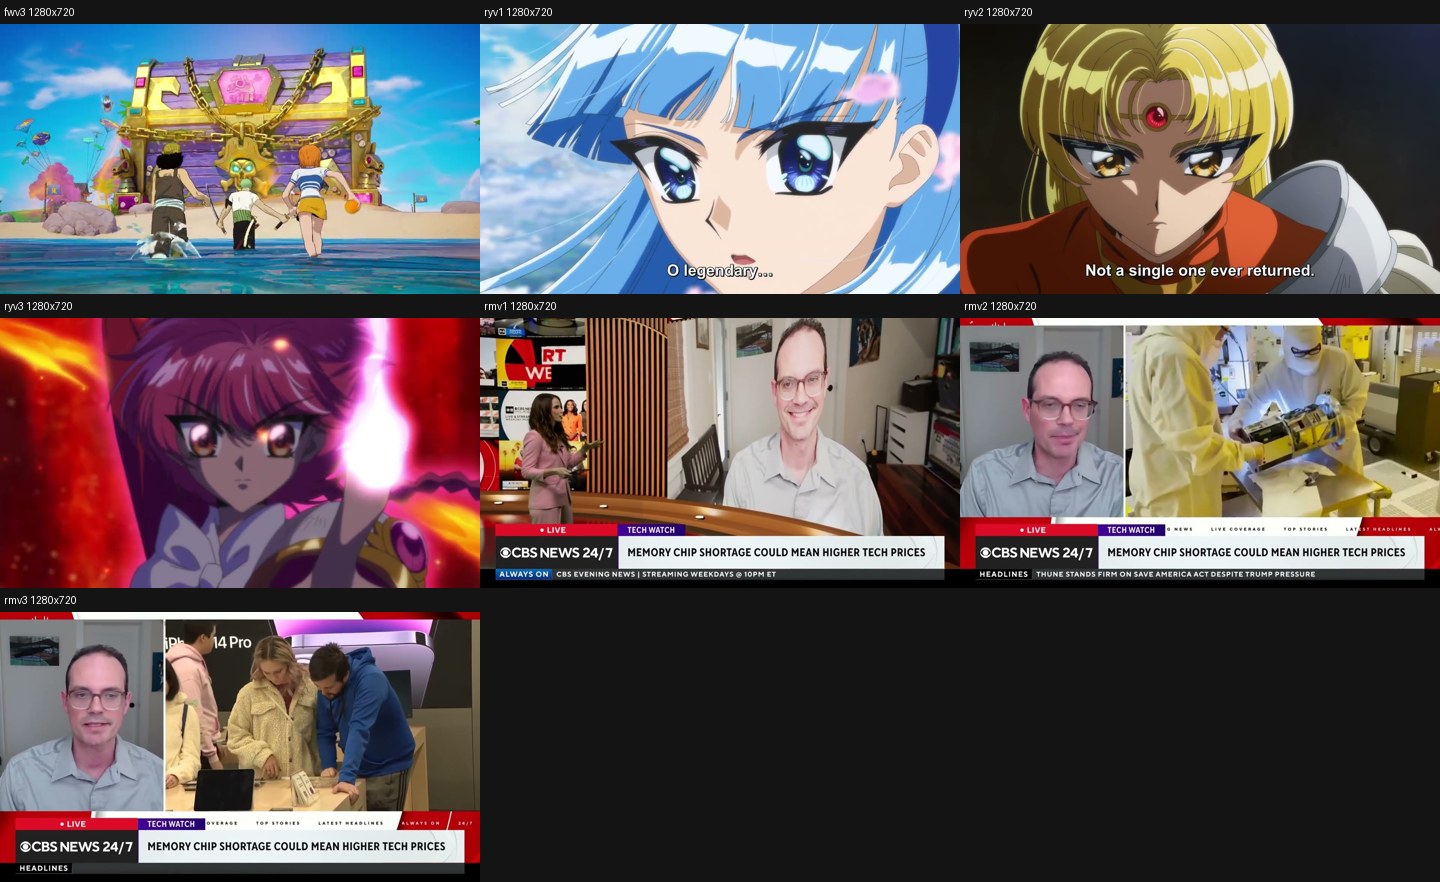 fwv3 1280x720
ryv1 1280x720
ryv2 1280x720
O legendary...
Not a single one ever returned.
ryv3 1280x720
rmv1 1280x720
rmv2 1280x720
RT
WE
LIVE
TECH WATCH
CBS NEWS 24/7
MEMORY CHIP SHORTAGE COULD MEAN HIGHER TECH PRICES
ALWAYS ON
CBS EVENING NEWS | STREAMING WEEKDAYS @ 10PM ET
LIVE
TECH WATCH
G NEWS LIVE COVERAGE TOP STORIES LATEST HEADLINES
CBS NEWS 24/7
MEMORY CHIP SHORTAGE COULD MEAN HIGHER TECH PRICES
HEADLINES
THUNE STANDS FIRM ON SAVE AMERICA ACT DESPITE TRUMP PRESSURE
rmv3 1280x720
14 Pro
LIVE
TECH WATCH
OVERAGE TOP STORIES LATEST HEADLINES ALWAYS ON 24/7
CBS NEWS 24/7
MEMORY CHIP SHORTAGE COULD MEAN HIGHER TECH PRICES
HEADLINES